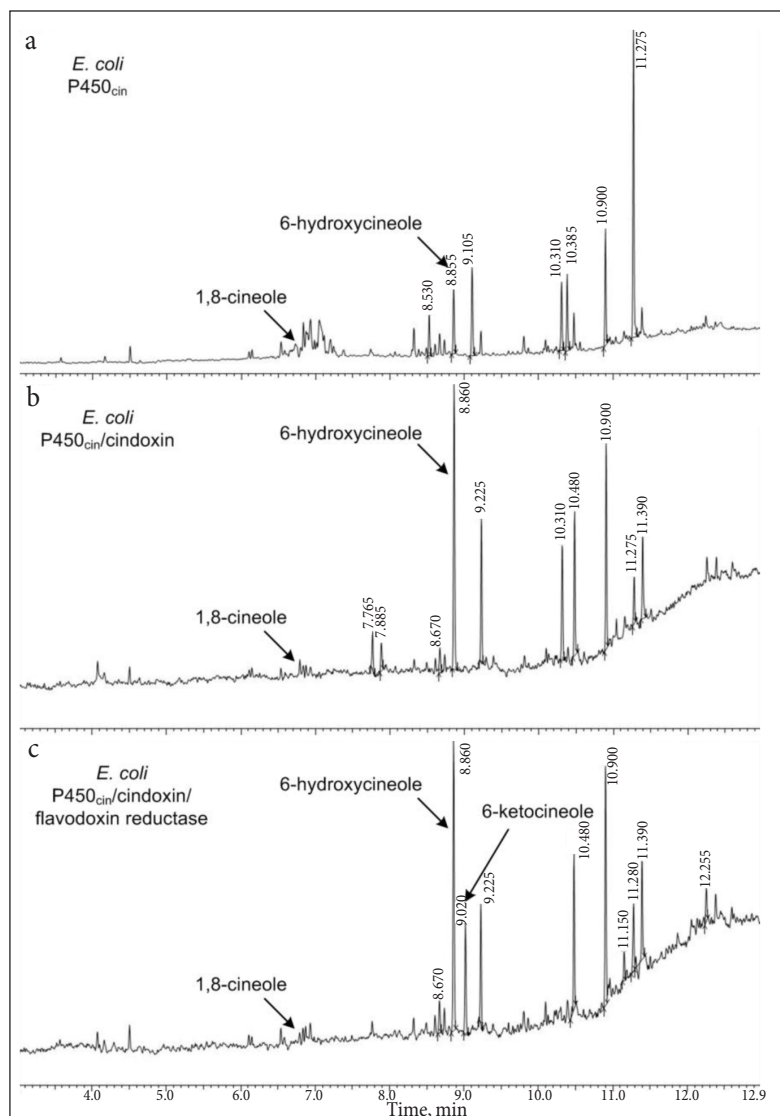 a
E. coli
P450cin
1,8-cineole
6-hydroxycineole
8.530
8.855
9.105
10.310
10.385
10.900
11.275
b
E. coli
P450cin/cindoxin
1,8-cineole
6-hydroxycineole
7.765
7.885
8.670
8.860
9.225
10.310
10.480
10.900
11.275
11.390
c
E. coli
P450cin/cindoxin/
flavodoxin reductase
1,8-cineole
6-hydroxycineole
6-ketocineole
8.670
8.860
9.020
9.225
10.480
10.900
11.150
11.280
11.390
12.255
4.0 5.0 6.0 7.0 8.0 9.0 10.0 11.0 12.0 12.9
Time, min